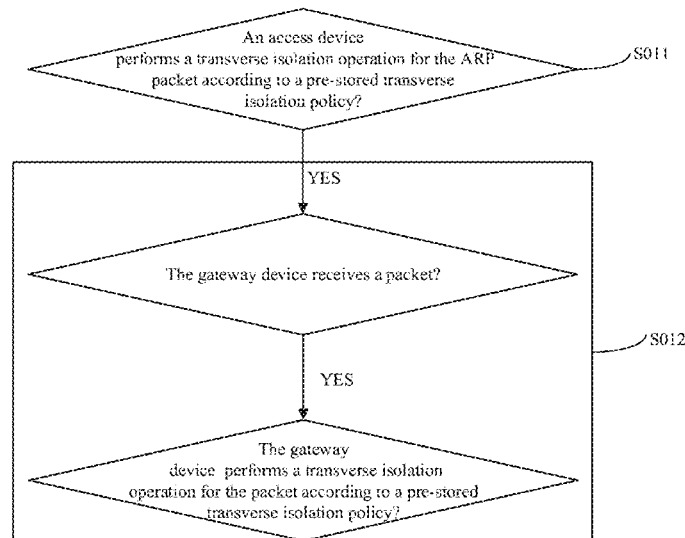 An access device
performs a transverse isolation operation for the ARP
packet according to a pre-stored transverse
isolation policy?
S011
YES
The gateway device receives a packet?
S012
YES
The gateway
device performs a transverse isolation
operation for the packet according to a pre-stored
transverse isolation policy?